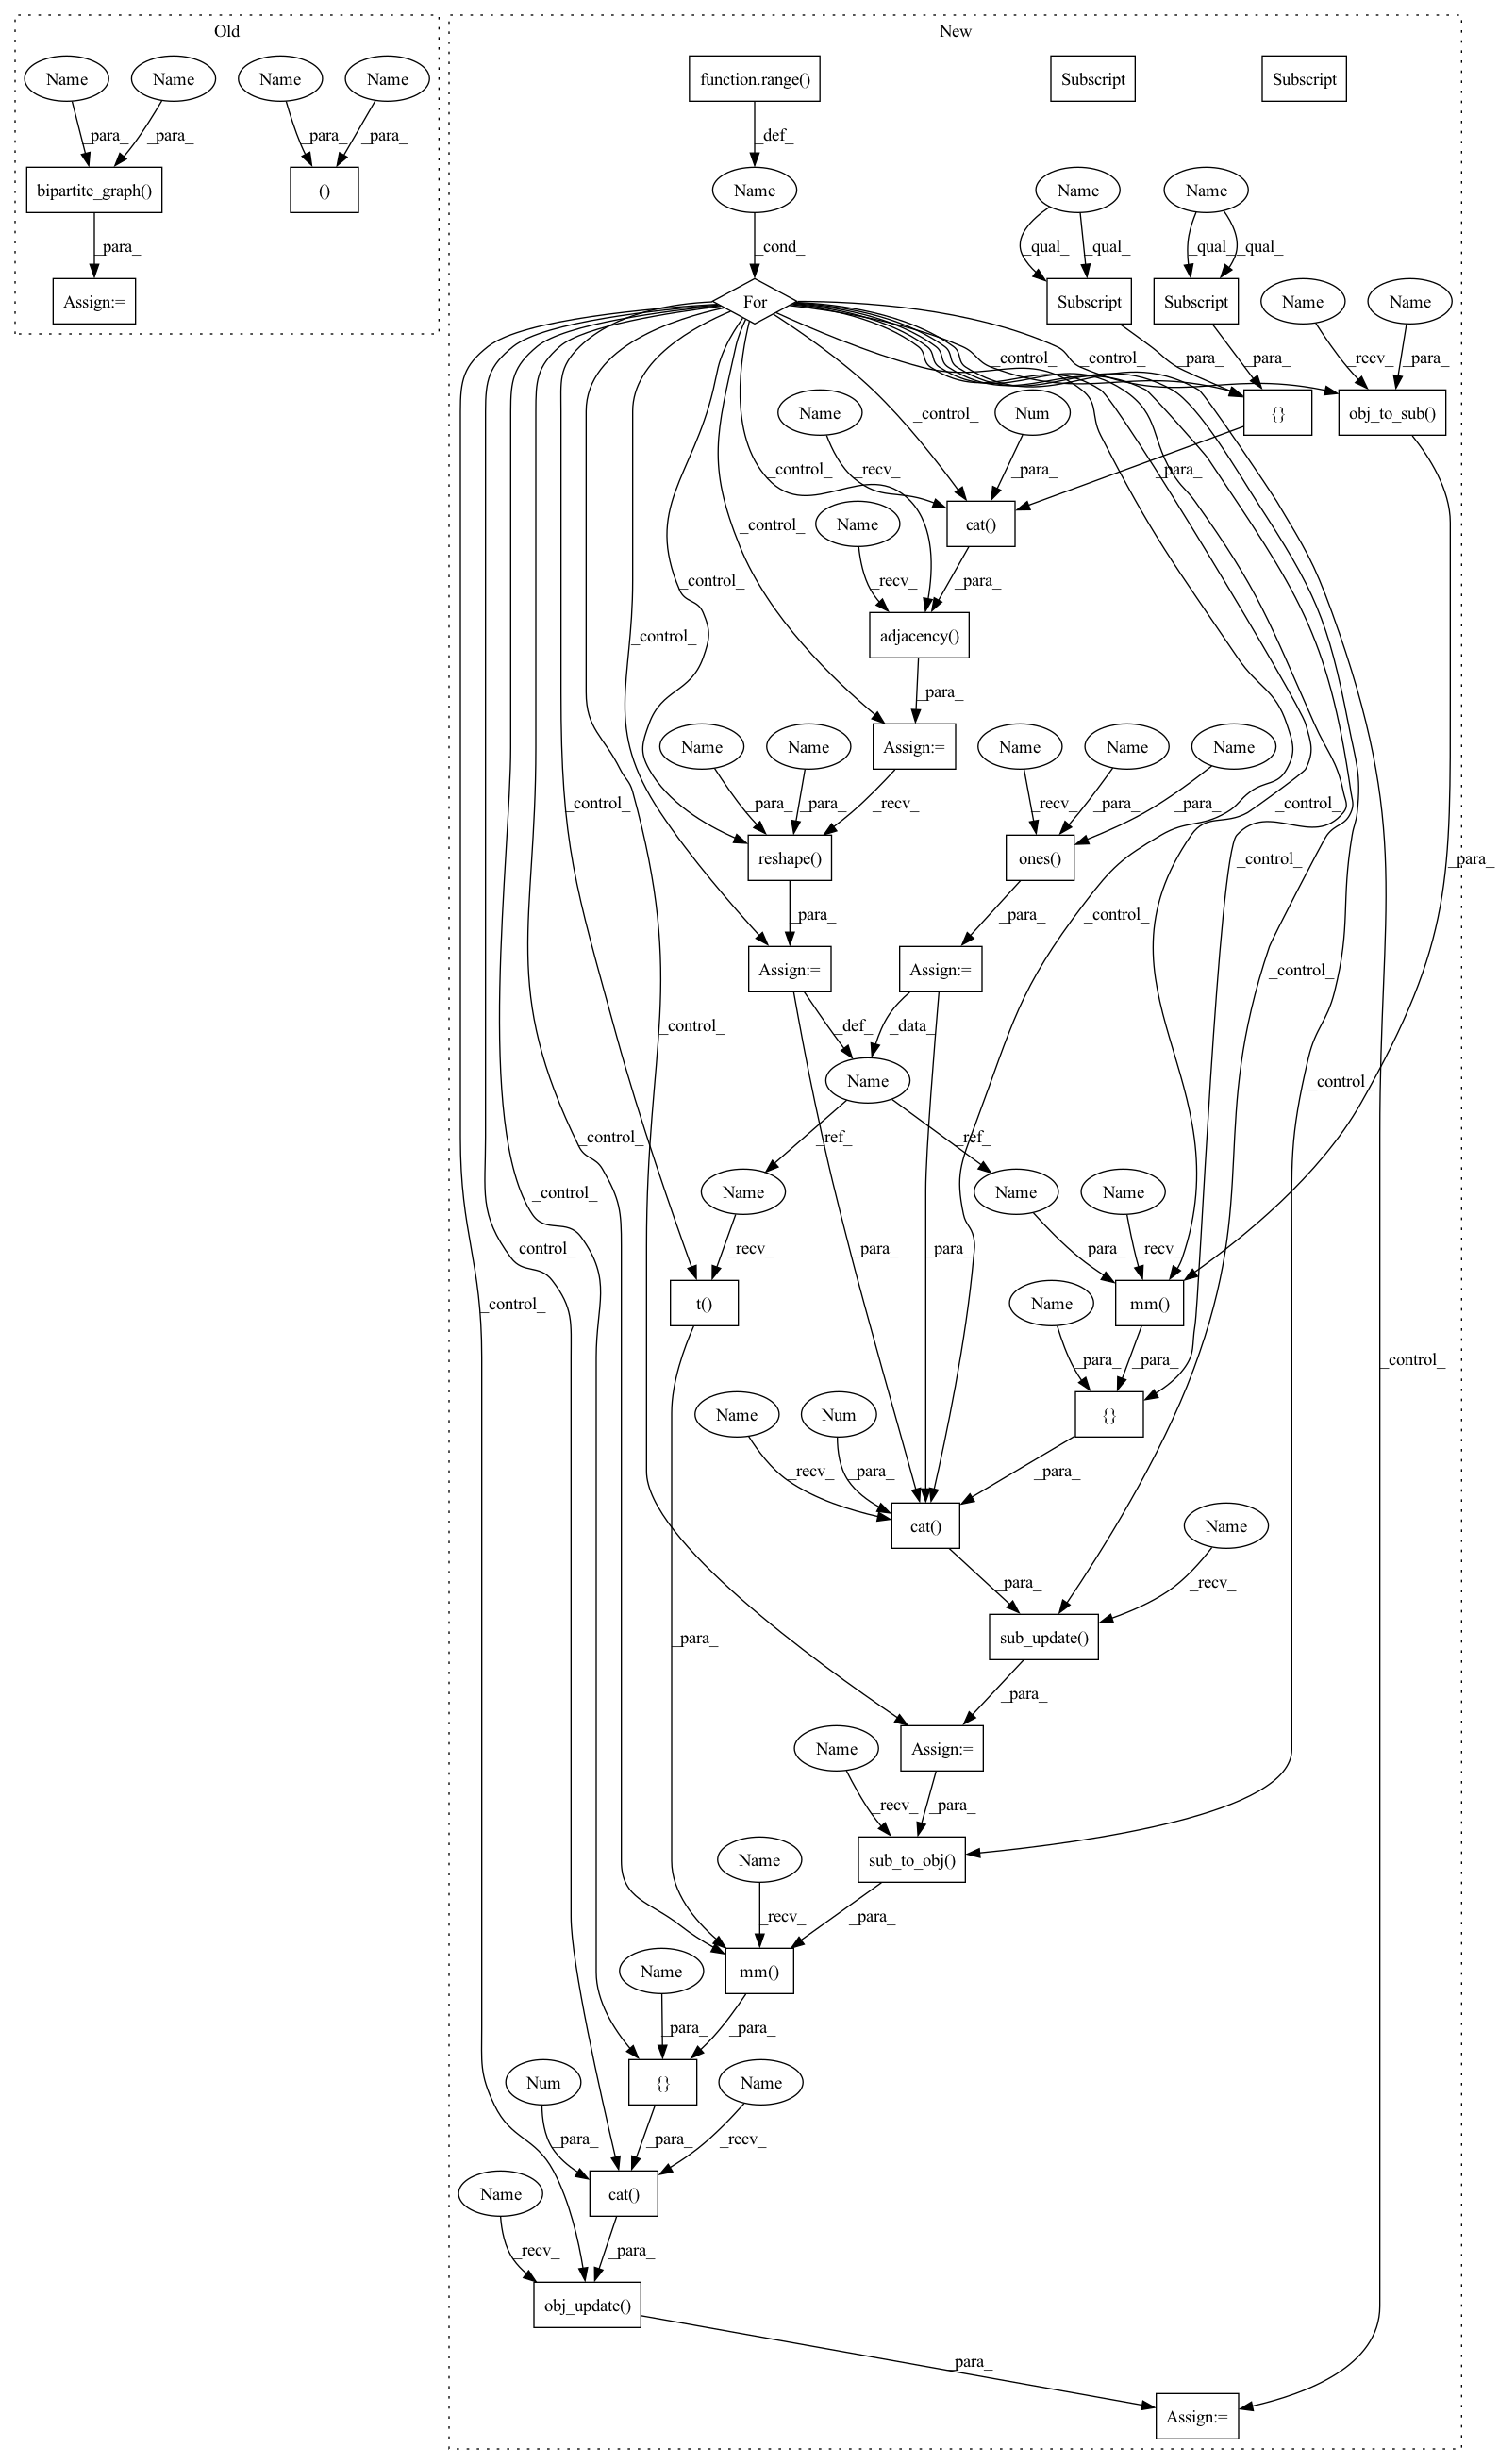 Old
New
Name
Name
Name
Name
function.range()
Subscript
Subscript
_para_
_para_
_para_
_para_
_def_
bipartite_graph()
()
Name
Name
Name
_para_
_cond_
_qual_
_qual_
_qual_
_qual_
Assign:=
For
Subscript
Subscript
Name
Name
_control_
_control_
_para_
_para_
_recv_
_para_
Name
Num
{}
obj_to_sub()
_control_
_control_
_recv_
_para_
_para_
Name
cat()
_control_
_control_
_recv_
_para_
adjacency()
_control_
_para_
Name
Name
Assign:=
Name
Name
Name
_control_
_para_
_para_
_recv_
_recv_
_para_
_para_
_control_
reshape()
ones()
_control_
_para_
_para_
_para_
_control_
Assign:=
Assign:=
_control_
_control_
_def_
_data_
Name
_control_
_control_
_control_
_ref_
_ref_
Name
Name
Name
_control_
_control_
_recv_
_para_
_para_
_para_
_recv_
t()
Name
mm()
_control_
_para_
_para_
Name
Num
{}
_recv_
_para_
_para_
cat()
Name
_para_
_recv_
_para_
sub_update()
_para_
Name
Assign:=
_recv_
_para_
Name
sub_to_obj()
_recv_
_para_
Name
mm()
_para_
_para_
Num
{}
Name
_para_
_para_
_recv_
Name
cat()
_recv_
_para_
obj_update()
_para_
Assign:=